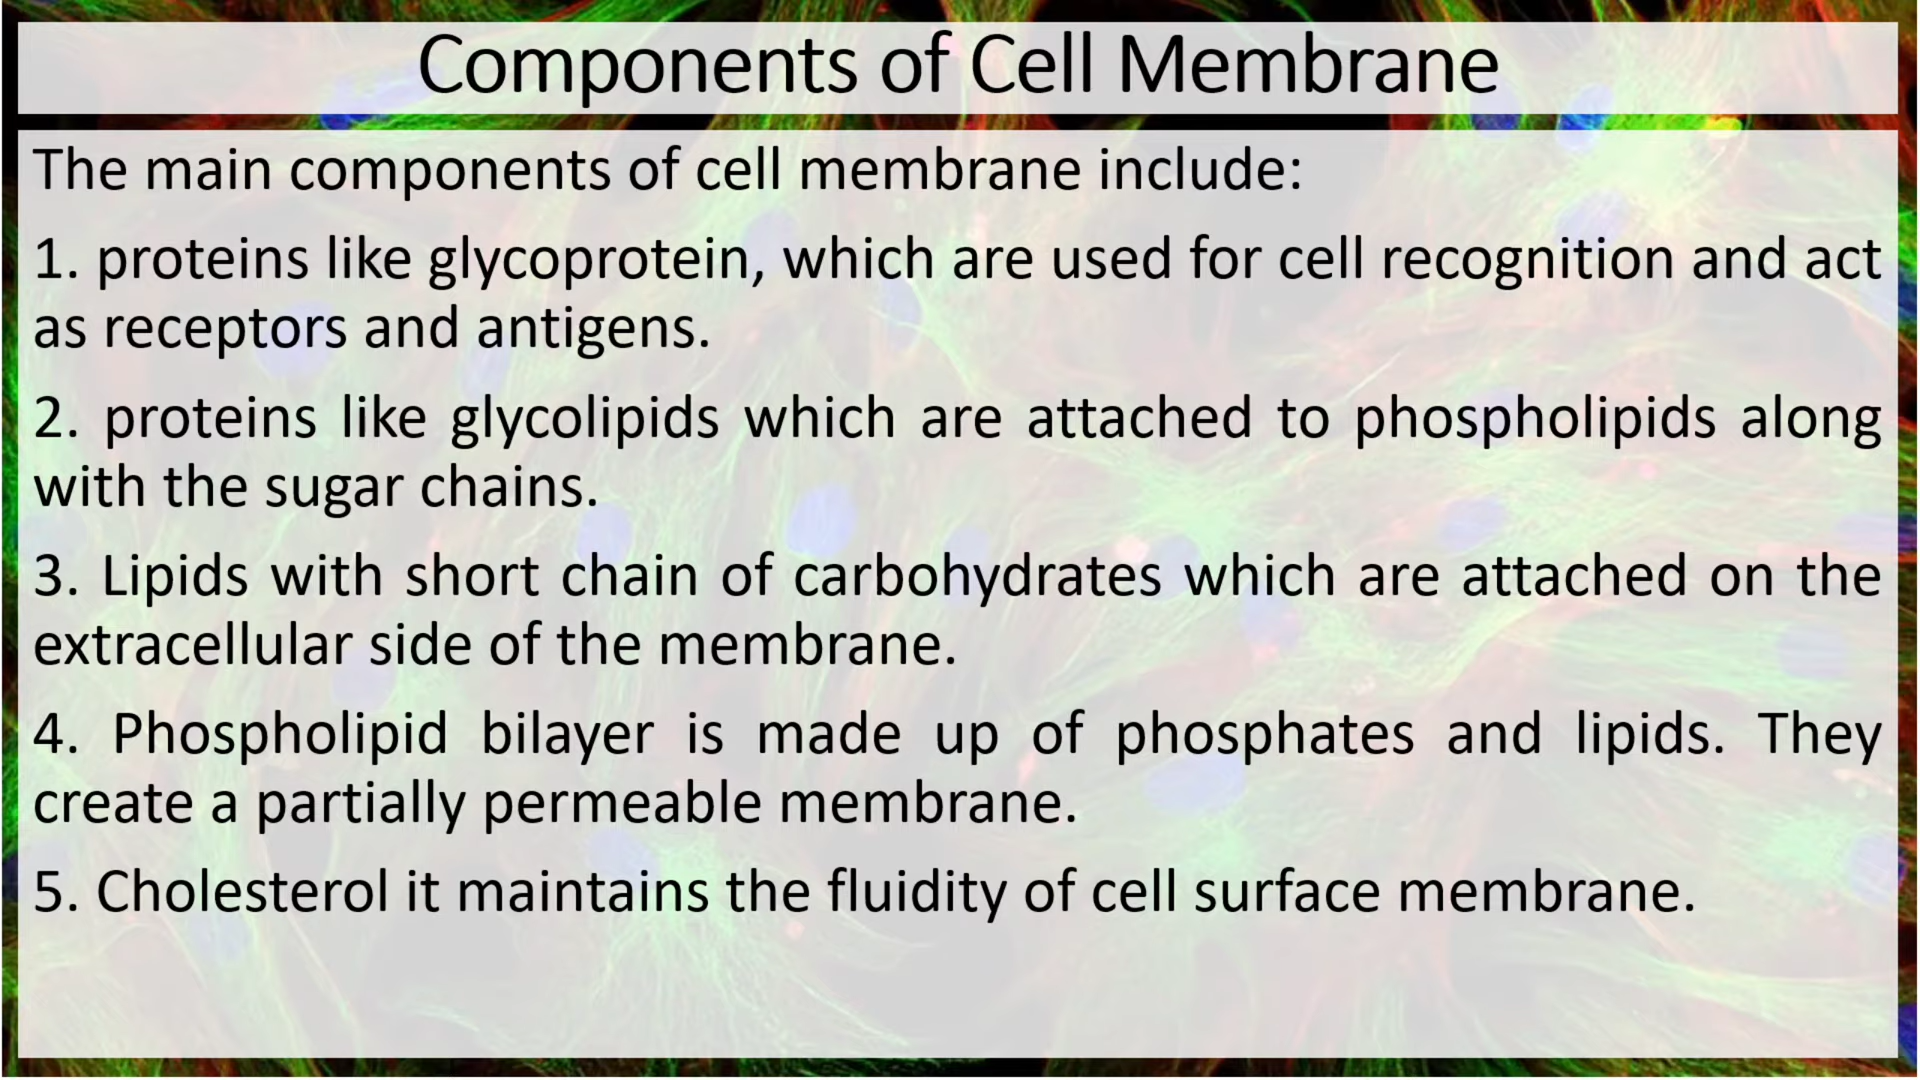 Components of Cell Membrane
The main components of cell membrane include:
1. proteins like glycoprotein, which are used for cell recognition and act
as receptors and antigens.
2. proteins like glycolipids which are attached to phospholipids along
with the sugar chains.
3. Lipids with short chain of carbohydrates which are attached on the
extracellular side of the membrane.
4. Phospholipid bilayer is made up of phosphates and lipids. They
create a partially permeable membrane.
5. Cholesterol it maintains the fluidity of cell surface membrane.